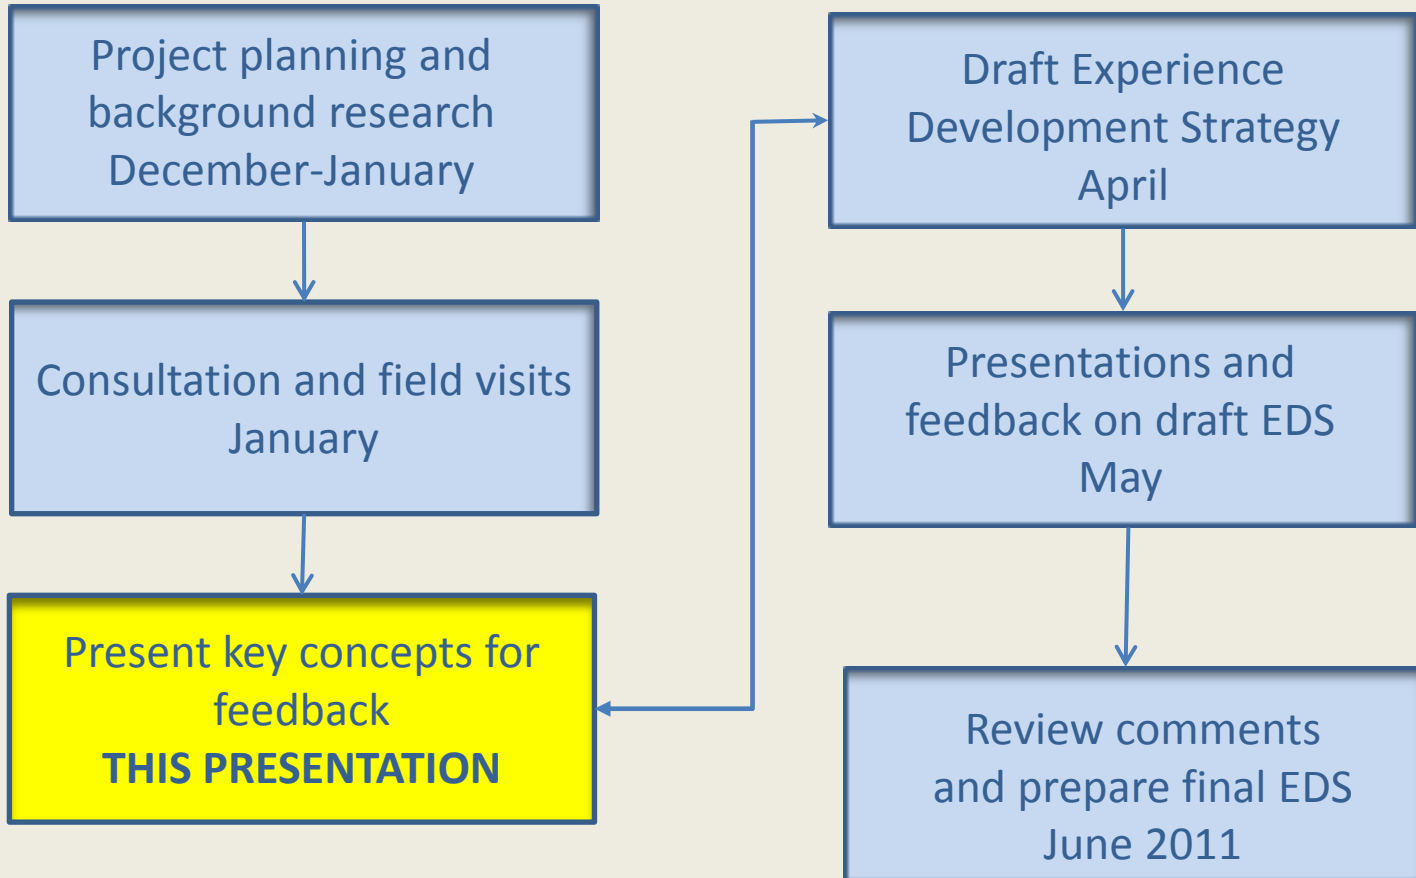 Project planning and
background research
December-January
Consultation and field visits
January
Present key concepts for
feedback
THIS PRESENTATION
Draft Experience
Development Strategy
April
Presentations and
feedback on draft EDS
May
Review comments
and prepare final EDS
June 2011